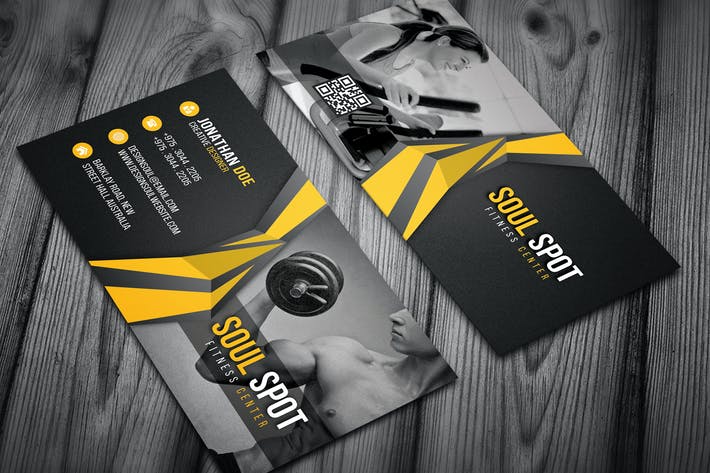 JONATHAN DOE
CREATIVE DESIGNER
+975 3044 2205
+975 3044 2205
DESIGNSOUL@EMAIL.COM
WWW.DESIGNSOULWEBSITE.COM
BARKLAY ROAD, NEW
STREET HALL, AUSTRALIA
SOUL SPOT
FITNESS CENTER
SOUL SPOT
FITNESS CENTER